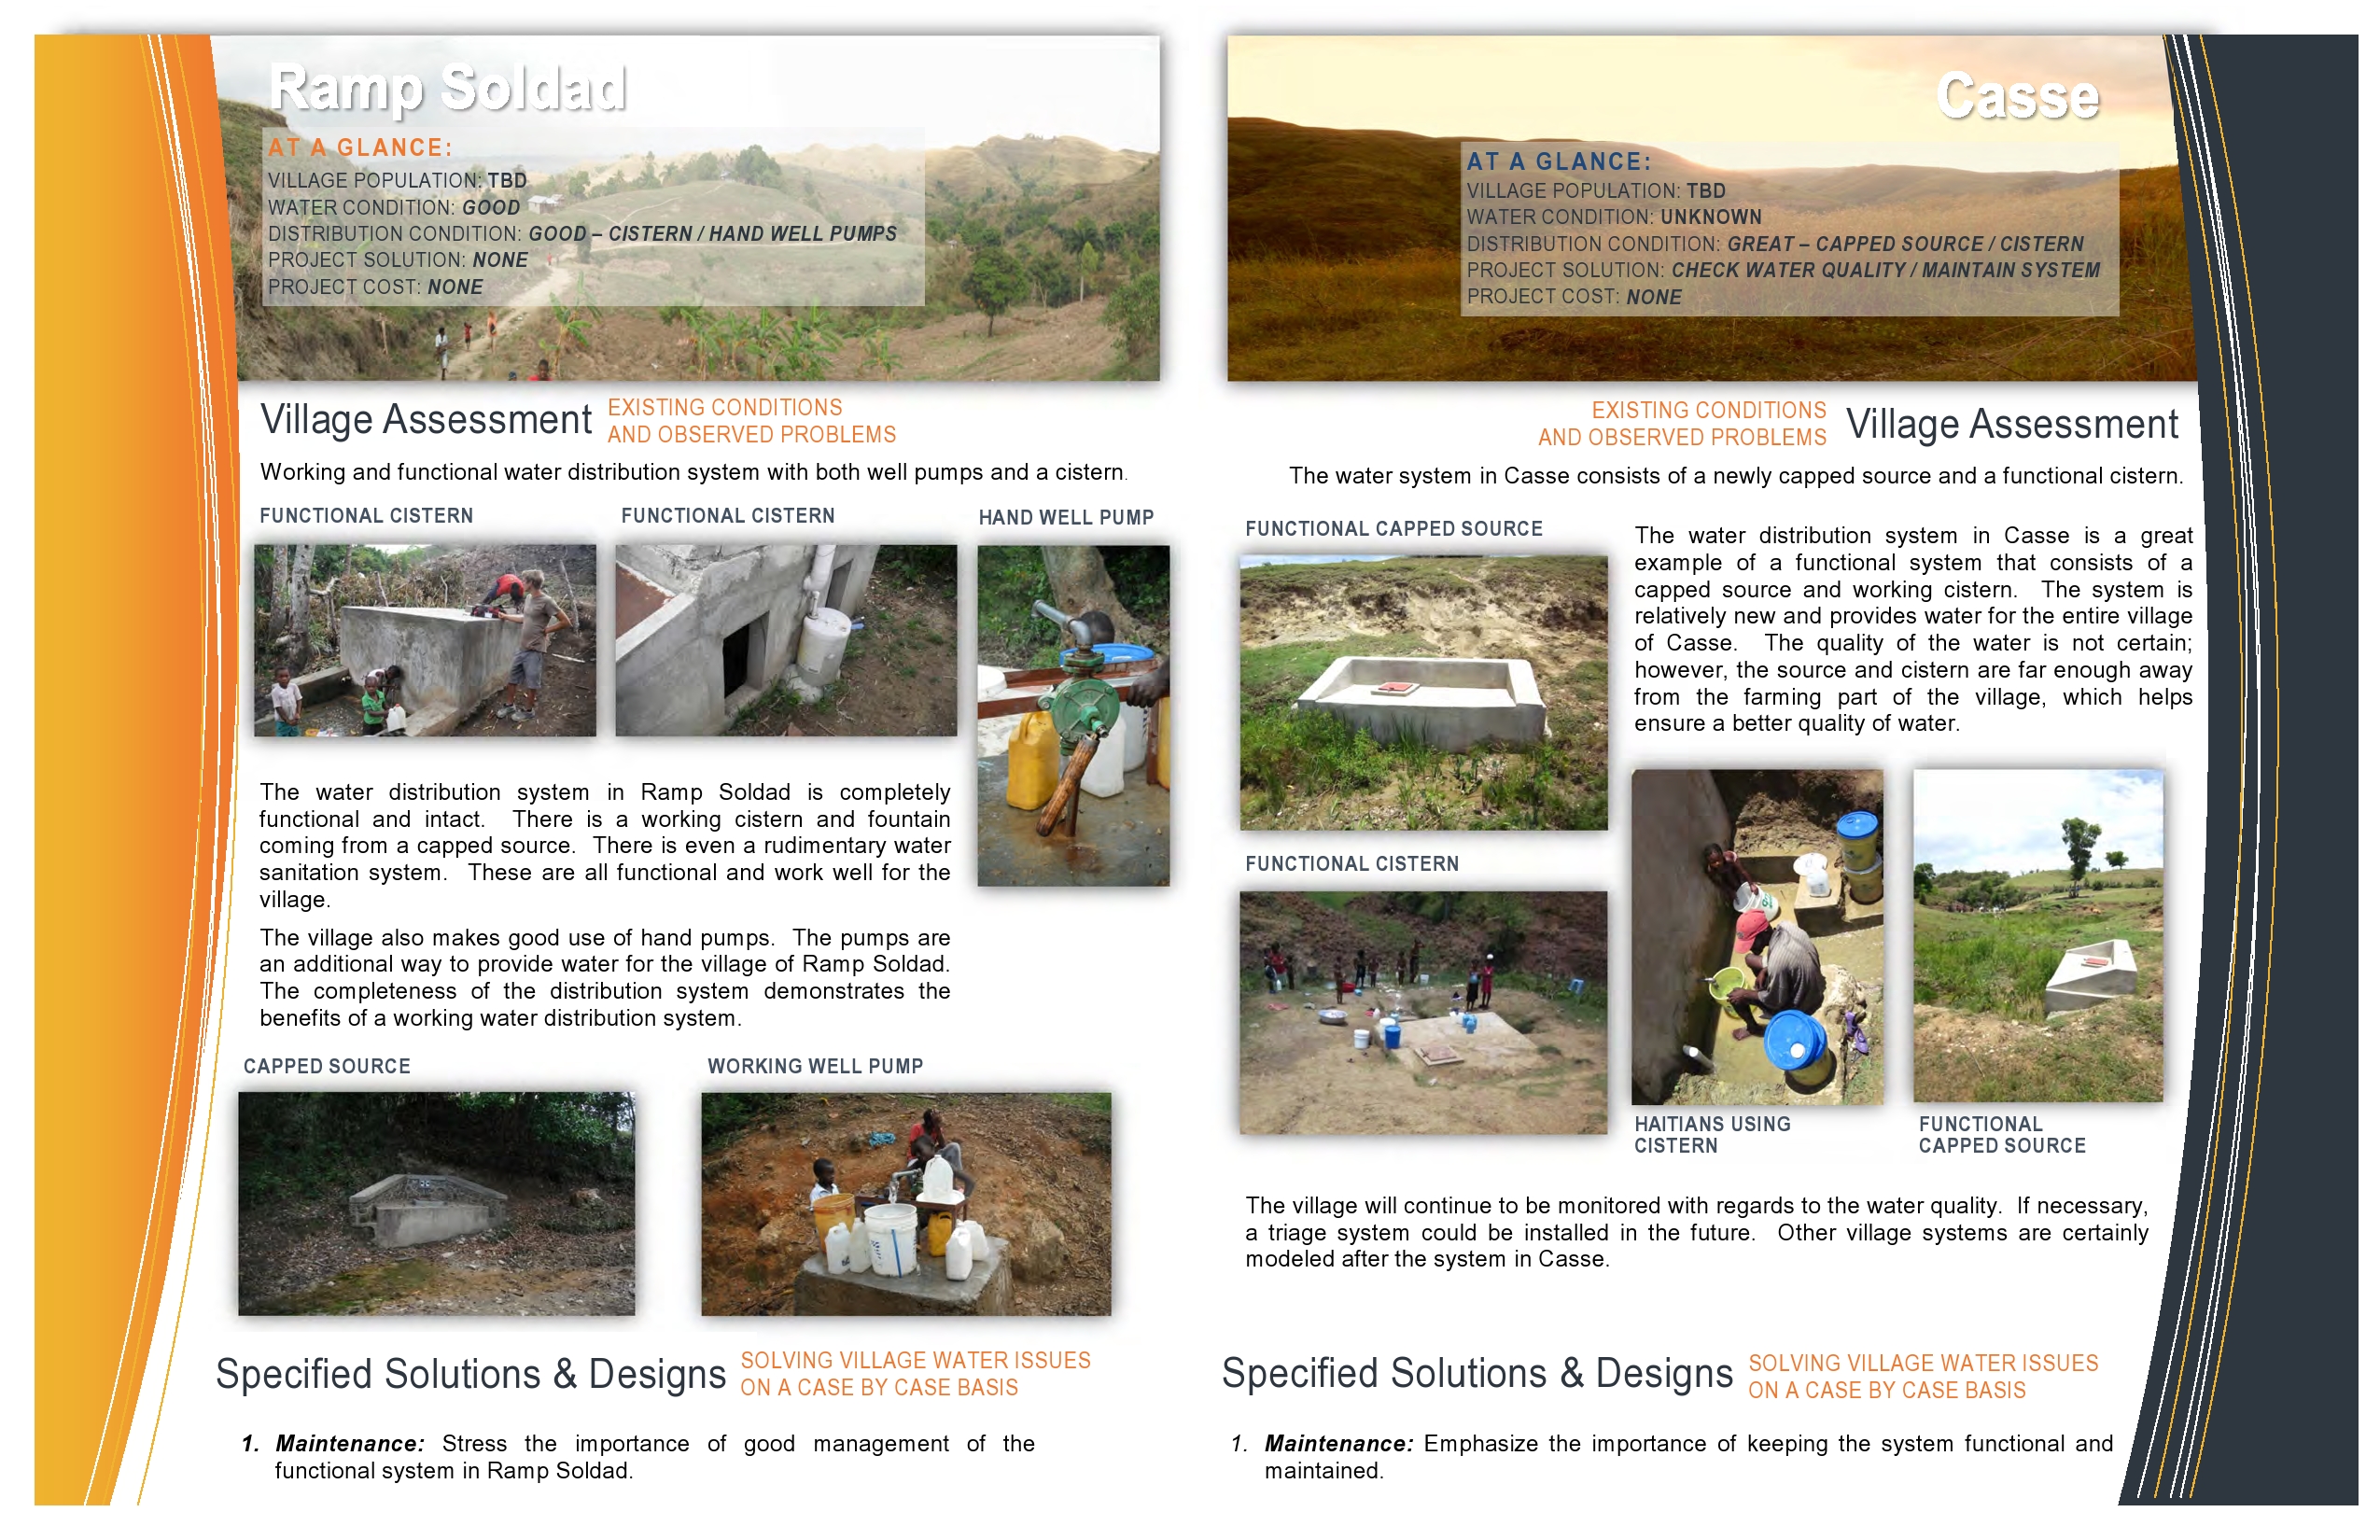 Ramp Soldad
AT A GLANCE:
VILLAGE POPULATION: TBD
WATER CONDITION: GOOD
DISTRIBUTION CONDITION: GOOD – CISTERN / HAND WELL PUMPS
PROJECT SOLUTION: NONE
PROJECT COST: NONE
Village Assessment
EXISTING CONDITIONS
AND OBSERVED PROBLEMS
Working and functional water distribution system with both well pumps and a cistern.
FUNCTIONAL CISTERN
FUNCTIONAL CISTERN
HAND WELL PUMP
The water distribution system in Ramp Soldad is completely
functional and intact. There is a working cistern and fountain
coming from a capped source. There is even a rudimentary water
sanitation system. These are all functional and work well for the
village.
The village also makes good use of hand pumps. The pumps are
an additional way to provide water for the village of Ramp Soldad.
The completeness of the distribution system demonstrates the
benefits of a working water distribution system.
CAPPED SOURCE
WORKING WELL PUMP
Specified Solutions & Designs
SOLVING VILLAGE WATER ISSUES
ON A CASE BY CASE BASIS
1. Maintenance: Stress the importance of good management of the
functional system in Ramp Soldad.
Casse
AT A GLANCE:
VILLAGE POPULATION: TBD
WATER CONDITION: UNKNOWN
DISTRIBUTION CONDITION: GREAT – CAPPED SOURCE / CISTERN
PROJECT SOLUTION: CHECK WATER QUALITY / MAINTAIN SYSTEM
PROJECT COST: NONE
EXISTING CONDITIONS
AND OBSERVED PROBLEMS
Village Assessment
The water system in Casse consists of a newly capped source and a functional cistern.
FUNCTIONAL CAPPED SOURCE
The water distribution system in Casse is a great
example of a functional system that consists of a
capped source and working cistern. The system is
relatively new and provides water for the entire village
of Casse. The quality of the water is not certain;
however, the source and cistern are far enough away
from the farming part of the village, which helps
ensure a better quality of water.
FUNCTIONAL CISTERN
HAITIANS USING
CISTERN
FUNCTIONAL
CAPPED SOURCE
The village will continue to be monitored with regards to the water quality. If necessary,
a triage system could be installed in the future. Other village systems are certainly
modeled after the system in Casse.
Specified Solutions & Designs
SOLVING VILLAGE WATER ISSUES
ON A CASE BY CASE BASIS
1. Maintenance: Emphasize the importance of keeping the system functional and
maintained.